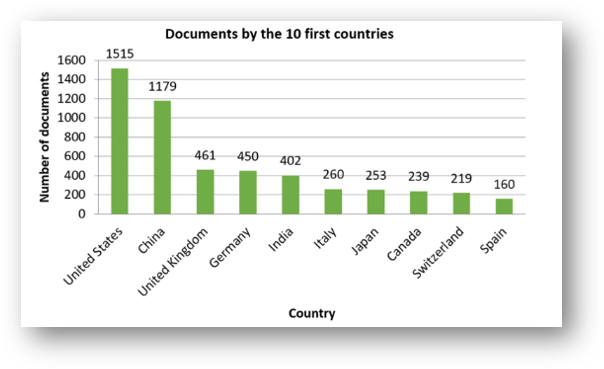 Documents by the 10 first countries
Number of documents
1600
1400
1200
1000
800
600
400
200
0
1515
1179
461
450
402
260
253
239
219
160
United States
China
United Kingdom
Germany
India
Italy
Japan
Canada
Switzerland
Spain
Country